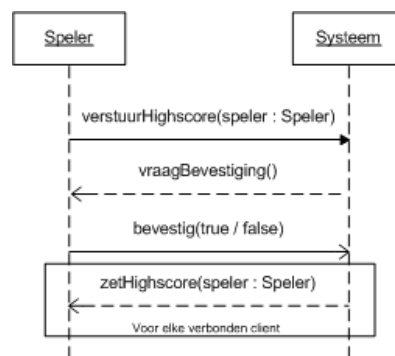 Speler
Systeem
verstuurHighscore(speler : Speler)
vraagBevestiging()
bevestig(true / false)
zetHighscore(speler : Speler)
Voor elke verbonden client